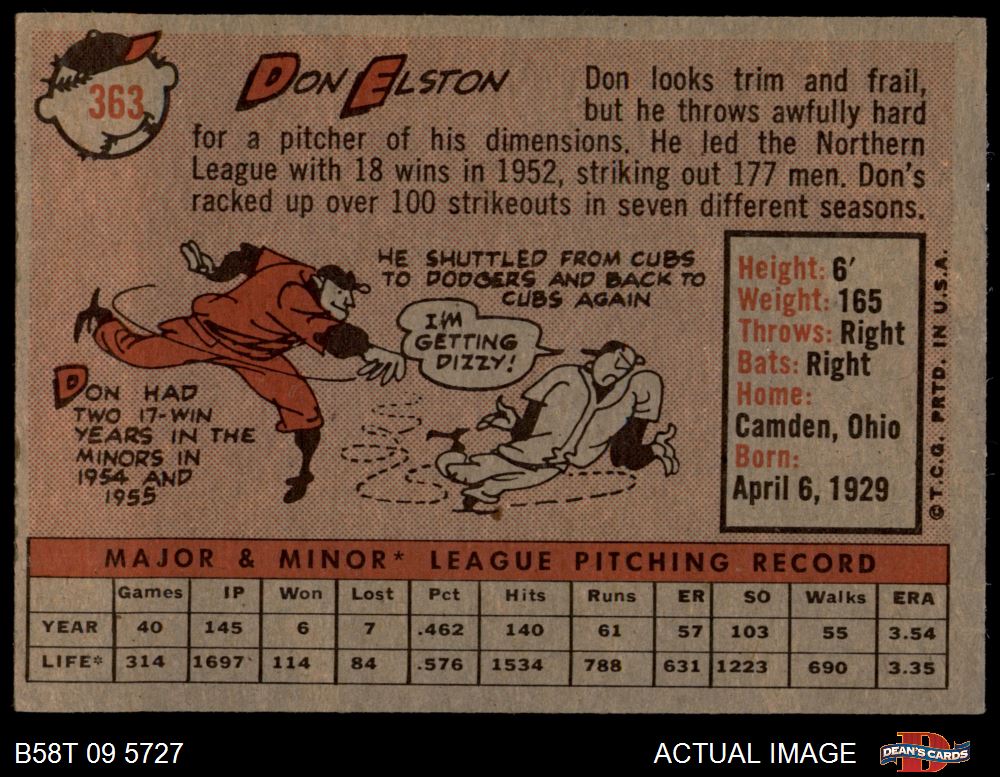 363
DON ELSTON
Don looks trim and frail,
but he throws awfully hard
for a pitcher of his dimensions. He led the Northern
League with 18 wins in 1952, striking out 177 men. Don's
racked up over 100 strikeouts in seven different seasons.
HE SHUTTLED FROM CUBS
TO DODGERS AND BACK TO
CUBS AGAIN
I'M
GETTING
DIZZY!
DON HAD
TWO 17-WIN
YEARS IN THE
MINORS IN
1954 AND
1955
Height: 6'
Weight: 165
Throws: Right
Bats: Right
Home:
Camden, Ohio
Born:
April 6, 1929
©T.C.G. PRTD. IN U.S.A.
MAJOR & MINOR* LEAGUE PITCHING RECORD
Games IP Won Lost Pct Hits Runs ER SO Walks ERA
YEAR 40 145 6 7 .462 140 61 57 103 55 3.54
LIFE* 314 1697 114 84 .576 1534 788 631 1223 690 3.35
B58T 09 5727
ACTUAL IMAGE
DEAN'S CARDS